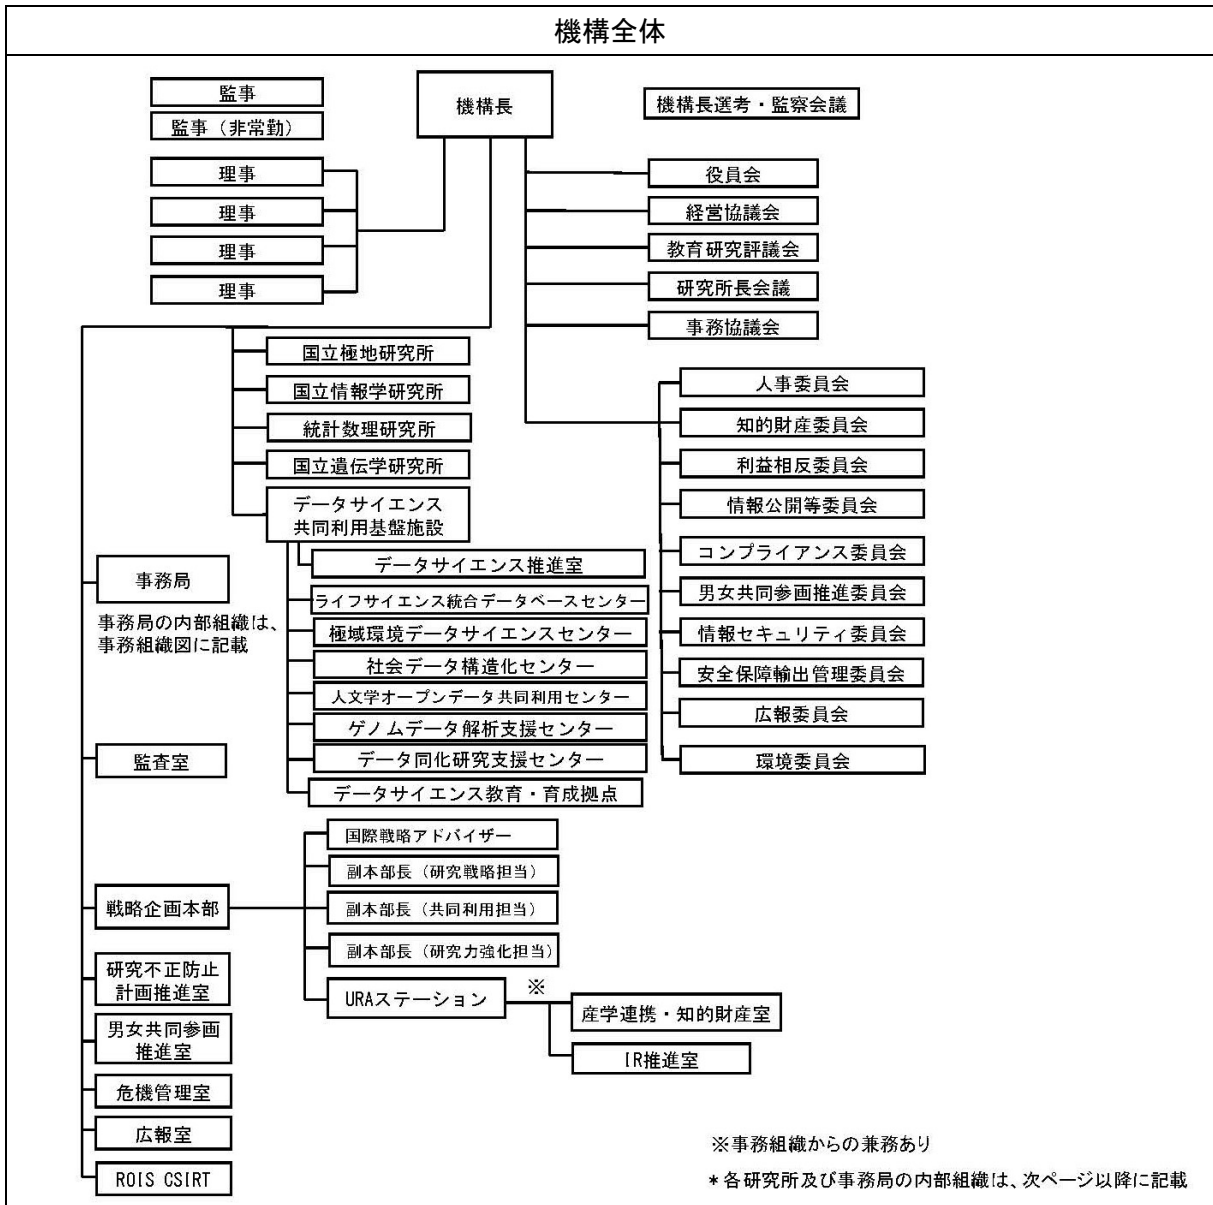 機構全体
監事
監事（非常勤）
機構長
機構長選考・監察会議
理事
理事
理事
理事
役員会
経営協議会
教育研究評議会
研究所長会議
事務協議会
国立極地研究所
国立情報学研究所
統計数理研究所
国立遺伝学研究所
データサイエンス
共同利用基盤施設
データサイエンス推進室
ライフサイエンス統合データベースセンター
極域環境データサイエンスセンター
社会データ構造化センター
人文学オープンデータ共同利用センター
ゲノムデータ解析支援センター
データ同化研究支援センター
データサイエンス教育・育成拠点
人事委員会
知的財産委員会
利益相反委員会
情報公開等委員会
コンプライアンス委員会
男女共同参画推進委員会
情報セキュリティ委員会
安全保障輸出管理委員会
広報委員会
環境委員会
事務局
事務局の内部組織は、
事務組織図に記載
監査室
戦略企画本部
国際戦略アドバイザー
副本部長（研究戦略担当）
副本部長（共同利用担当）
副本部長（研究力強化担当）
URAステーション
※
産学連携・知的財産室
IR推進室
研究不正防止
計画推進室
男女共同参画
推進室
危機管理室
広報室
ROIS CSIRT
※事務組織からの兼務あり
＊各研究所及び事務局の内部組織は、次ページ以降に記載